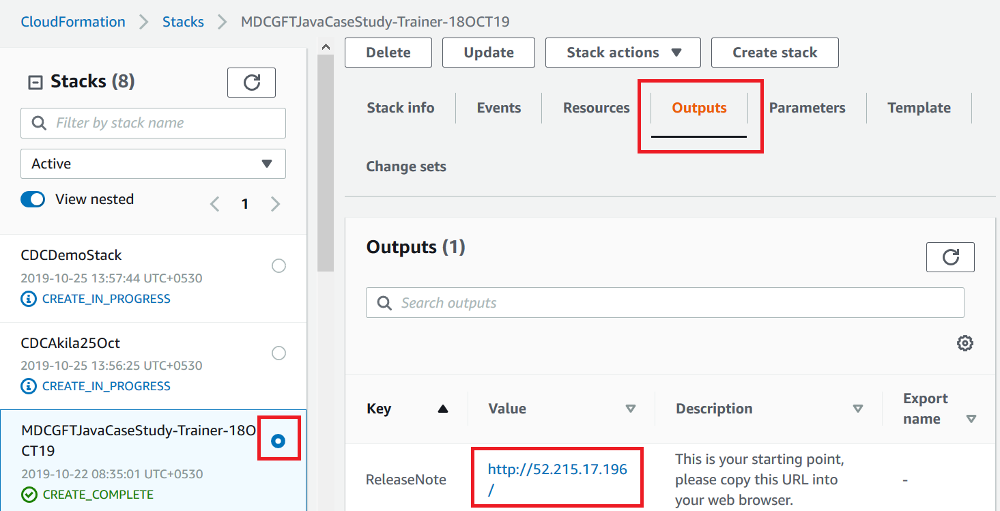 CloudFormation > Stacks > MDCGFTJavaCaseStudy-Trainer-18OCT19
Stacks (8)
Filter by stack name
Active
View nested
< 1 >
CDCDemoStack
2019-10-25 13:57:44 UTC+0530
CREATE_IN_PROGRESS
CDCAkila25Oct
2019-10-25 13:56:25 UTC+0530
CREATE_IN_PROGRESS
MDCGFTJavaCaseStudy-Trainer-18O
CT19
2019-10-22 08:35:01 UTC+0530
CREATE_COMPLETE
Delete Update Stack actions Create stack
Stack info Events Resources Outputs Parameters Template
Change sets
Outputs (1)
Search outputs
Key Value Description Export
name
ReleaseNote
http://52.215.17.196
/
This is your starting point,
please copy this URL into
your web browser.
-